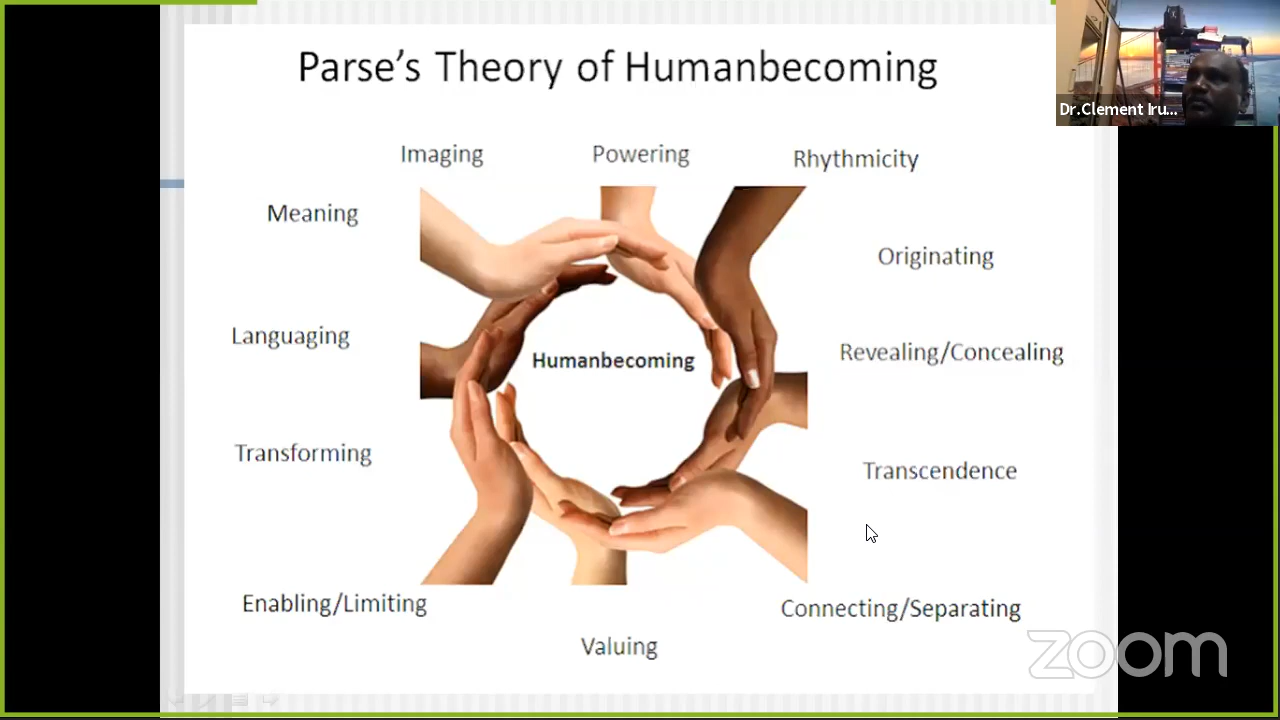 Parse's Theory of Humanbecoming
Dr.Clement Iru...
Imaging
Powering
Rhythmicity
Meaning
Originating
Languaging
Revealing/Concealing
Humanbecoming
Transforming
Transcendence
Enabling/Limiting
Connecting/Separating
Valuing
zoom